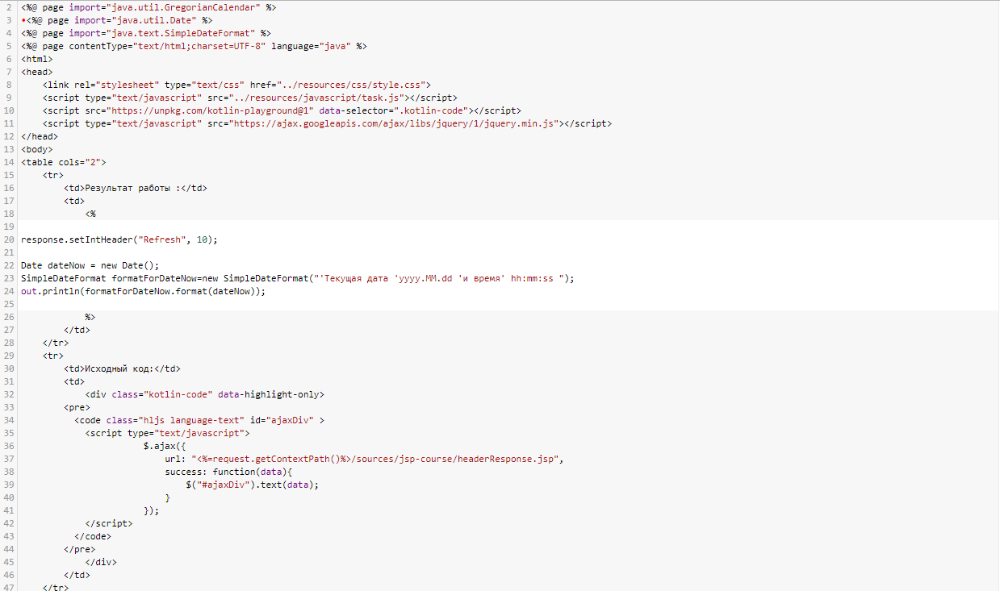 2 <%@ page import="java.util.GregorianCalendar" %>
3 •<%@ page import="java.util.Date" %>
4 <%@ page import="java.text.SimpleDateFormat" %>
5 <%@ page contentType="text/html;charset=UTF-8" language="java" %>
6 <html>
7 <head>
8     <link rel="stylesheet" type="text/css" href="../resources/css/style.css">
9     <script type="text/javascript" src="../resources/javascript/task.js"></script>
10     <script src="https://unpkg.com/kotlin-playground@1" data-selector=".kotlin-code"></script>
11     <script type="text/javascript" src="https://ajax.googleapis.com/ajax/libs/jquery/1/jquery.min.js"></script>
12 </head>
13 <body>
14 <table cols="2">
15     <tr>
16         <td>Результат работы :</td>
17         <td>
18             <%
19
20 response.setIntHeader("Refresh", 10);
21
22 Date dateNow = new Date();
23 SimpleDateFormat formatForDateNow=new SimpleDateFormat("'Текущая дата 'yyyy.MM.dd 'и время' hh:mm:ss ");
24 out.println(formatForDateNow.format(dateNow));
25
26             %>
27         </td>
28     </tr>
29     <tr>
30         <td>Исходный код:</td>
31         <td>
32             <div class="kotlin-code" data-highlight-only>
33         <pre>
34           <code class="hljs language-text" id="ajaxDiv" >
35             <script type="text/javascript">
36                        $.ajax({
37                            url: "<%=request.getContextPath()%>/sources/jsp-course/headerResponse.jsp",
38                            success: function(data){
39                                $("#ajaxDiv").text(data);
40                            }
41                        });
42             </script>
43           </code>
44         </pre>
45             </div>
46         </td>
47     </tr>